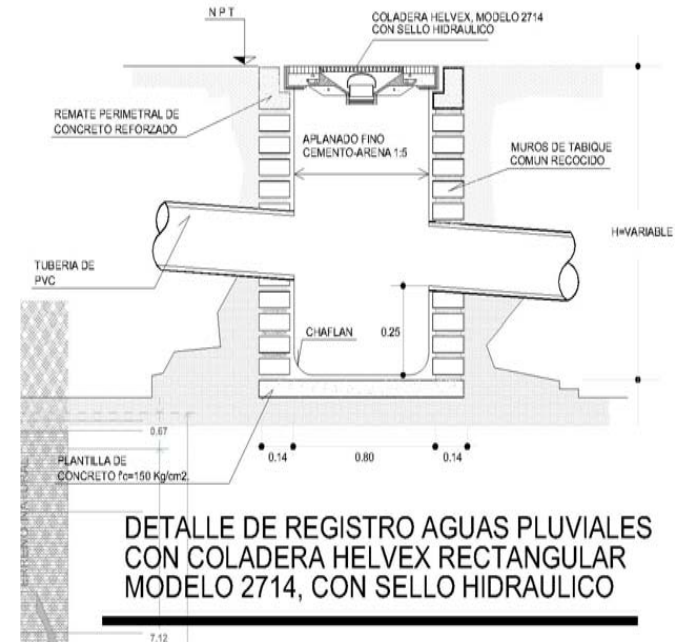 N P T
COLADERA HELVEX, MODELO 2714
CON SELLO HIDRAULICO
REMATE PERIMETRAL DE
CONCRETO REFORZADO
APLANADO FINO
CEMENTO-ARENA 1:5
MUROS DE TABIQUE
COMUN RECOCIDO
H=VARIABLE
TUBERIA DE
PVC
CHAFLAN
0.25
0.67
PLANTILLA DE
CONCRETO f'c=150 Kg/cm2.
0.14
0.80
0.14
TERRENO NATURAL
DETALLE DE REGISTRO AGUAS PLUVIALES
CON COLADERA HELVEX RECTANGULAR
MODELO 2714, CON SELLO HIDRAULICO
7.12